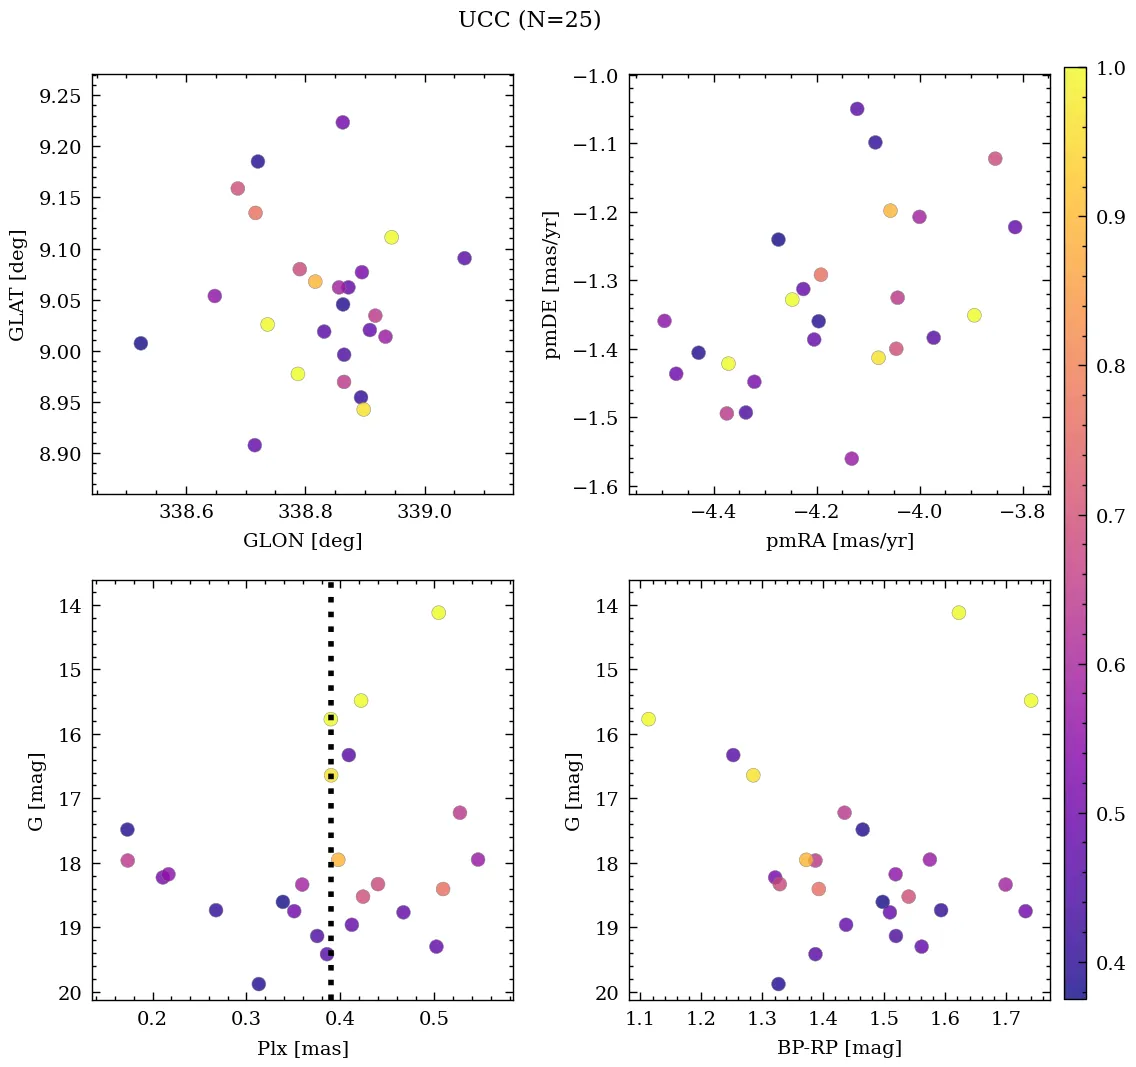 UCC (N=25)
9.25
9.20
9.15
9.10
9.05
9.00
8.95
8.90
GLAT [deg]
338.6 338.8 339.0
GLON [deg]
−1.0
−1.1
−1.2
−1.3
−1.4
−1.5
−1.6
pmDE [mas/yr]
−4.4 −4.2 −4.0 −3.8
pmRA [mas/yr]
14
15
16
17
18
19
20
G [mag]
0.2 0.3 0.4 0.5
Plx [mas]
14
15
16
17
18
19
20
G [mag]
1.1 1.2 1.3 1.4 1.5 1.6 1.7
BP-RP [mag]
1.0
0.9
0.8
0.7
0.6
0.5
0.4